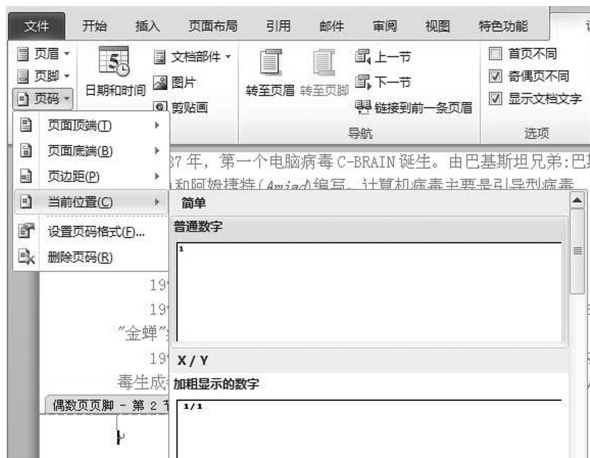 文件 开始 插入 页面布局 引用 邮件 审阅 视图 特色功能
页眉 文档部件 上一节 首页不同
页脚 图片 下一节 奇偶页不同
页码 日期和时间 剪贴画 转至页眉 转至页脚 链接到前一条页眉 显示文档文字
导航 选项
页面顶端(T)
页面底端(B)
页边距(P)
当前位置(C)
设置页码格式(F)...
删除页码(R)
87 年, 第一个电脑病毒 C-BRAIN 诞生。由巴基斯坦兄弟:巴斯
和阿姆捷特(Amjad)编写。计算机病毒主要是引导型病毒
简单
普通数字
1
19
19
"金蝉"
19
X / Y
毒生成
加粗显示的数字
偶数页页脚 - 第 2 节
1/1